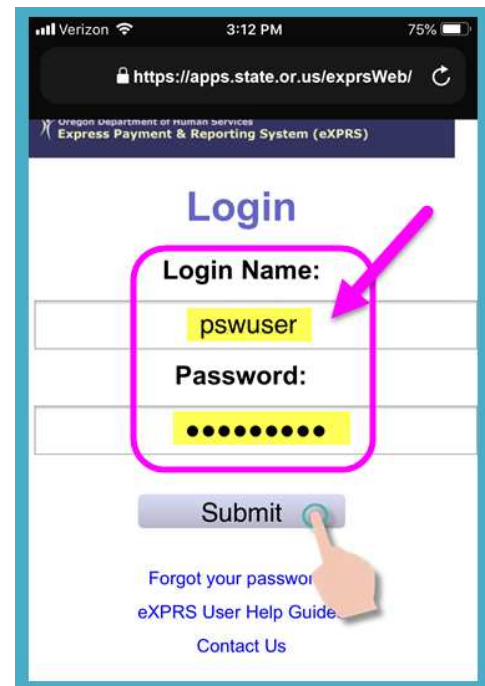 Verizon 3:12 PM 75%
https://apps.state.or.us/exprsWeb/
Oregon Department of Human Services
Express Payment & Reporting System (eXPRS)
Login
Login Name:
pswuser
Password:
•••••••••
Submit
Forgot your passwor
eXPRS User Help Guide
Contact Us